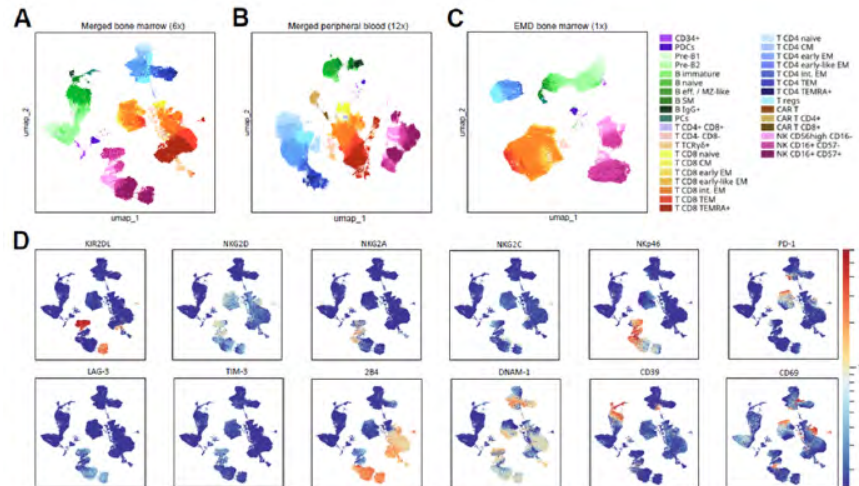 A
Merged bone marrow (6x)
umap_2
umap_1
B
Merged peripheral blood (12x)
umap_2
umap_1
C
EMD bone marrow (1x)
umap_2
umap_1
CD34+
PDCs
Pre-B1
Pre-B2
B immature
B naive
B eff. / MZ-like
B SM
B IgG+
PCs
T CD4+ CD8+
T CD4- CD8-
T TCRγδ+
T CD8 naive
T CD8 CM
T CD8 early EM
T CD8 early-like EM
T CD8 int. EM
T CD8 TEM
T CD8 TEMRA+
T CD4 naive
T CD4 CM
T CD4 early EM
T CD4 early-like EM
T CD4 int. EM
T CD4 TEM
T CD4 TEMRA+
T regs
CAR T
CAR T CD4+
CAR T CD8+
NK CD56high CD16-
NK CD16+ CD57-
NK CD16+ CD57+
D
KIR2DL
NKG2D
NKG2A
NKG2C
NKp46
PD-1
LAG-3
TIM-3
2B4
DNAM-1
CD39
CD69